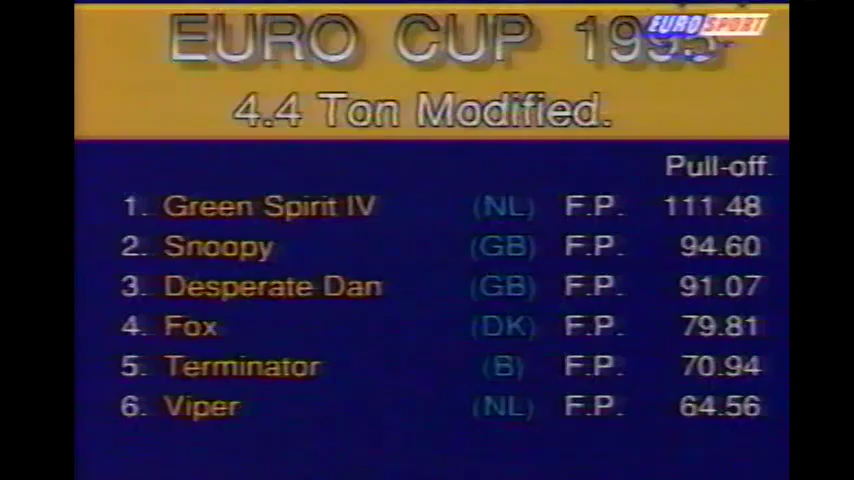 EUROSPORT
EURO CUP 199
4.4 Ton Modified.
Pull-off.
1. Green Spirit IV (NL) F.P. 111.48
2. Snoopy (GB) F.P. 94.60
3. Desperate Dan (GB) F.P. 91.07
4. Fox (DK) F.P. 79.81
5. Terminator (B) F.P. 70.94
6. Viper (NL) F.P. 64.56